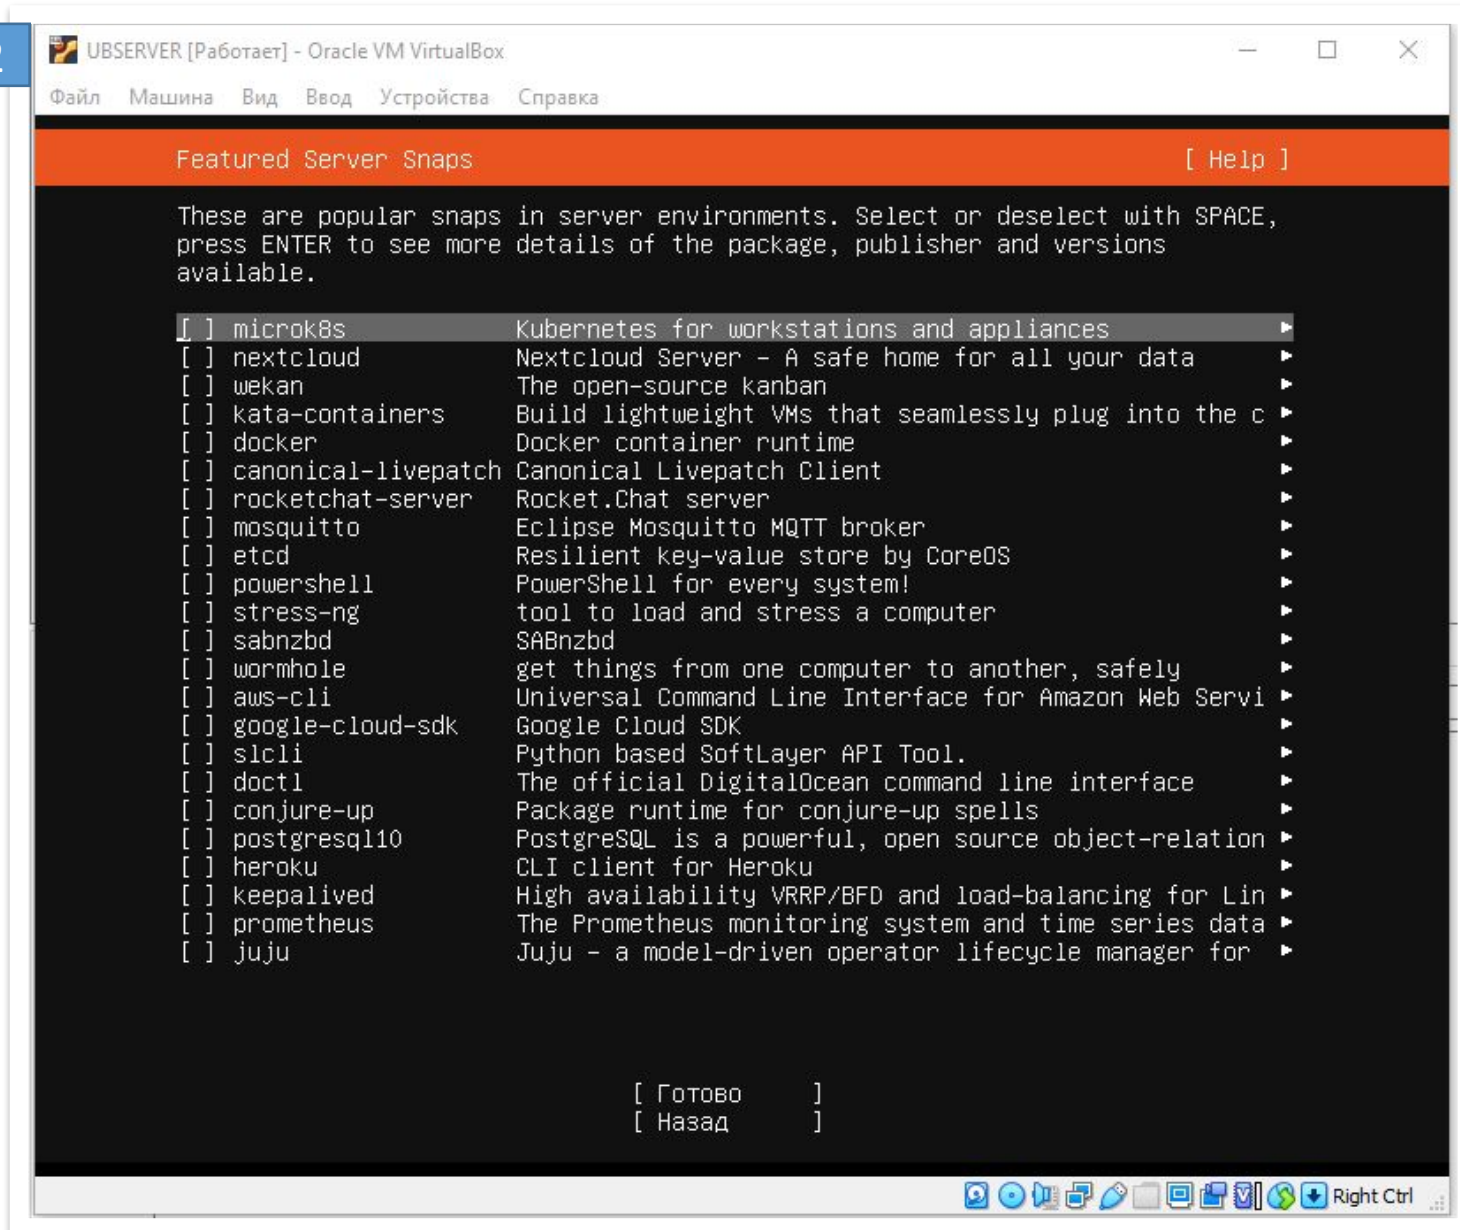 2
UBSERVER [Работает] - Oracle VM VirtualBox
Файл Машина Вид Ввод Устройства Справка
Featured Server Snaps [ Help ]
These are popular snaps in server environments. Select or deselect with SPACE,
press ENTER to see more details of the package, publisher and versions
available.
[ ] microk8s Kubernetes for workstations and appliances ►
[ ] nextcloud Nextcloud Server – A safe home for all your data ►
[ ] wekan The open-source kanban ►
[ ] kata-containers Build lightweight VMs that seamlessly plug into the c ►
[ ] docker Docker container runtime ►
[ ] canonical-livepatch Canonical Livepatch Client ►
[ ] rocketchat-server Rocket.Chat server ►
[ ] mosquitto Eclipse Mosquitto MQTT broker ►
[ ] etcd Resilient key-value store by CoreOS ►
[ ] powershell PowerShell for every system! ►
[ ] stress-ng tool to load and stress a computer ►
[ ] sabnzbd SABnzbd ►
[ ] wormhole get things from one computer to another, safely ►
[ ] aws-cli Universal Command Line Interface for Amazon Web Servi ►
[ ] google-cloud-sdk Google Cloud SDK ►
[ ] slcli Python based SoftLayer API Tool. ►
[ ] doctl The official DigitalOcean command line interface ►
[ ] conjure-up Package runtime for conjure-up spells ►
[ ] postgresql10 PostgreSQL is a powerful, open source object-relation ►
[ ] heroku CLI client for Heroku ►
[ ] keepalived High availability VRRP/BFD and load-balancing for Lin ►
[ ] prometheus The Prometheus monitoring system and time series data ►
[ ] juju Juju – a model-driven operator lifecycle manager for ►
[ Готово ]
[ Назад ]
Right Ctrl